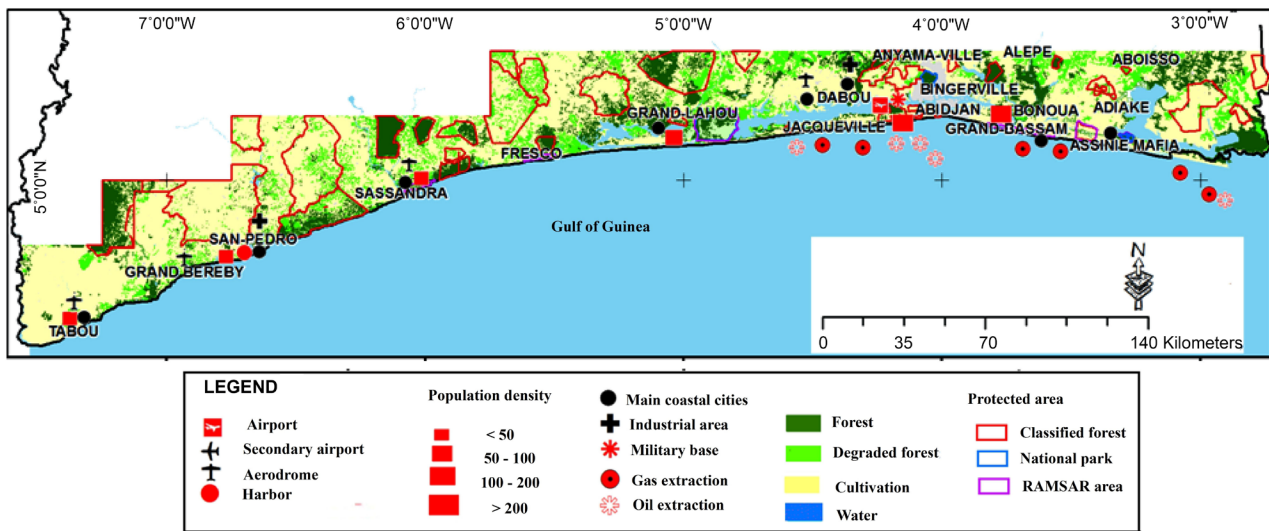 7°0'0"W 6°0'0"W 5°0'0"W 4°0'0"W 3°0'0"W
5°0'0"N
ANYAMA-VILLE
ALEPE
ABOISSO
DABOU
BINGERVILLE
ADIAKE
GRAND-LAHOU
ABIDJAN
BONOUA
JACQUEVILLE
GRAND-BASSAM
ASSINIE MAFIA
FRESCO
SASSANDRA
SAN-PEDRO
GRAND BEREBY
TABOU
Gulf of Guinea
N
0 35 70 140 Kilometers
LEGEND
Airport
Secondary airport
Aerodrome
Harbor
Population density
< 50
50 - 100
100 - 200
> 200
Main coastal cities
Industrial area
Military base
Gas extraction
Oil extraction
Forest
Degraded forest
Cultivation
Water
Protected area
Classified forest
National park
RAMSAR area